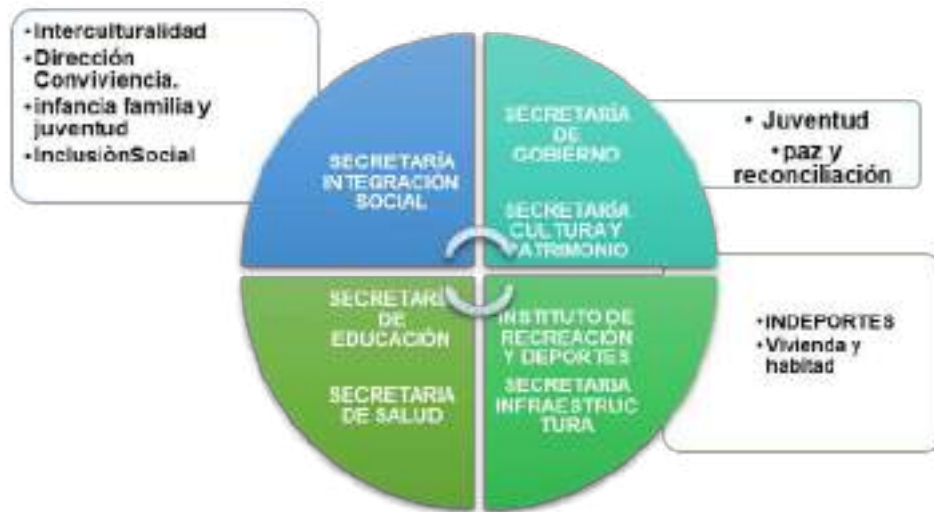 •Interculturalidad
•Dirección
Conviviencia.
•infancia familia y
juventud
•InclusiónSocial
SECRETARÍA
INTEGRACIÓN
SOCIAL
SECRETARÍA
DE
GOBIERNO
SECRETARÍA
CULTURA Y
PATRIMONIO
• Juventud
• paz y
reconciliación
SECRETARÍA
DE
EDUCACIÓN
SECRETARIA
DE SALUD
INSTITUTO DE
RECREACIÓN
Y DEPORTES
SECRETARIA
INFRAESTRUC
TURA
•INDEPORTES
•Vivienda y
habitad